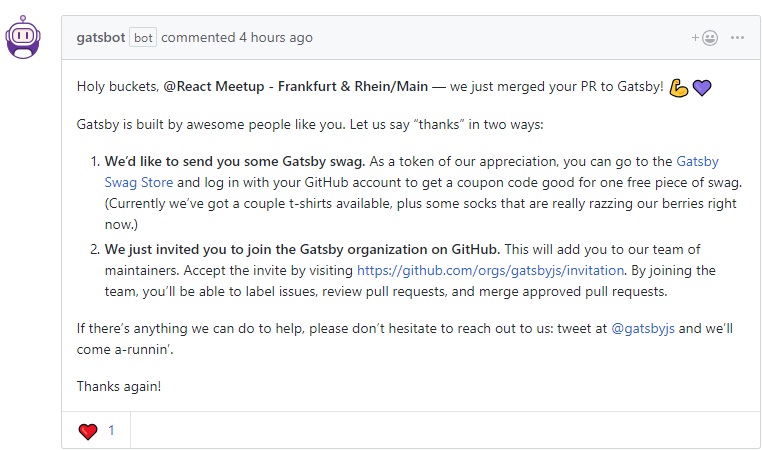 gatsbot bot commented 4 hours ago
Holy buckets, @React Meetup - Frankfurt & Rhein/Main — we just merged your PR to Gatsby! 💪💜
Gatsby is built by awesome people like you. Let us say “thanks” in two ways:
1. We’d like to send you some Gatsby swag. As a token of our appreciation, you can go to the Gatsby
Swag Store and log in with your GitHub account to get a coupon code good for one free piece of swag.
(Currently we’ve got a couple t-shirts available, plus some socks that are really razzing our berries right
now.)
2. We just invited you to join the Gatsby organization on GitHub. This will add you to our team of
maintainers. Accept the invite by visiting https://github.com/orgs/gatsbyjs/invitation. By joining the
team, you’ll be able to label issues, review pull requests, and merge approved pull requests.
If there’s anything we can do to help, please don’t hesitate to reach out to us: tweet at @gatsbyjs and we’ll
come a-runnin’.
Thanks again!
❤️ 1